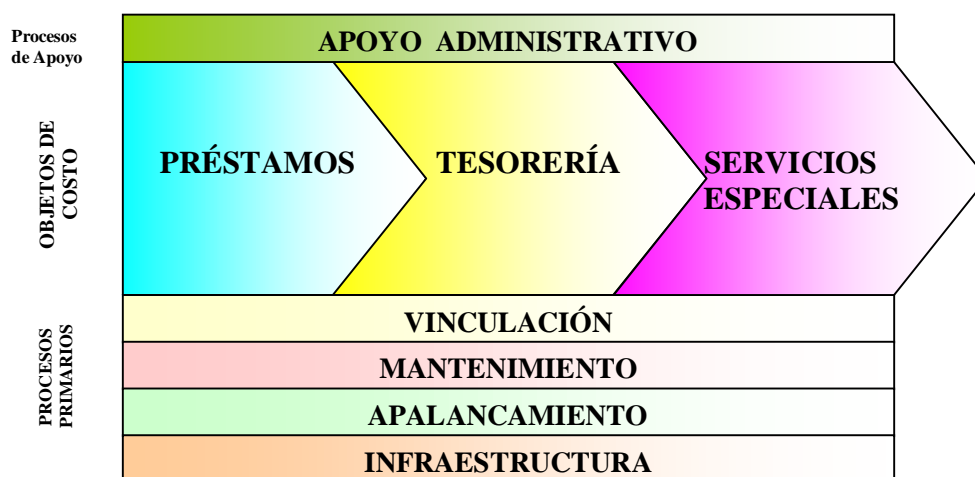 Procesos
de Apoyo
APOYO ADMINISTRATIVO
OBJETOS DE
COSTO
PRÉSTAMOS
TESORERÍA
SERVICIOS
ESPECIALES
PROCESOS
PRIMARIOS
VINCULACIÓN
MANTENIMIENTO
APALANCAMIENTO
INFRAESTRUCTURA